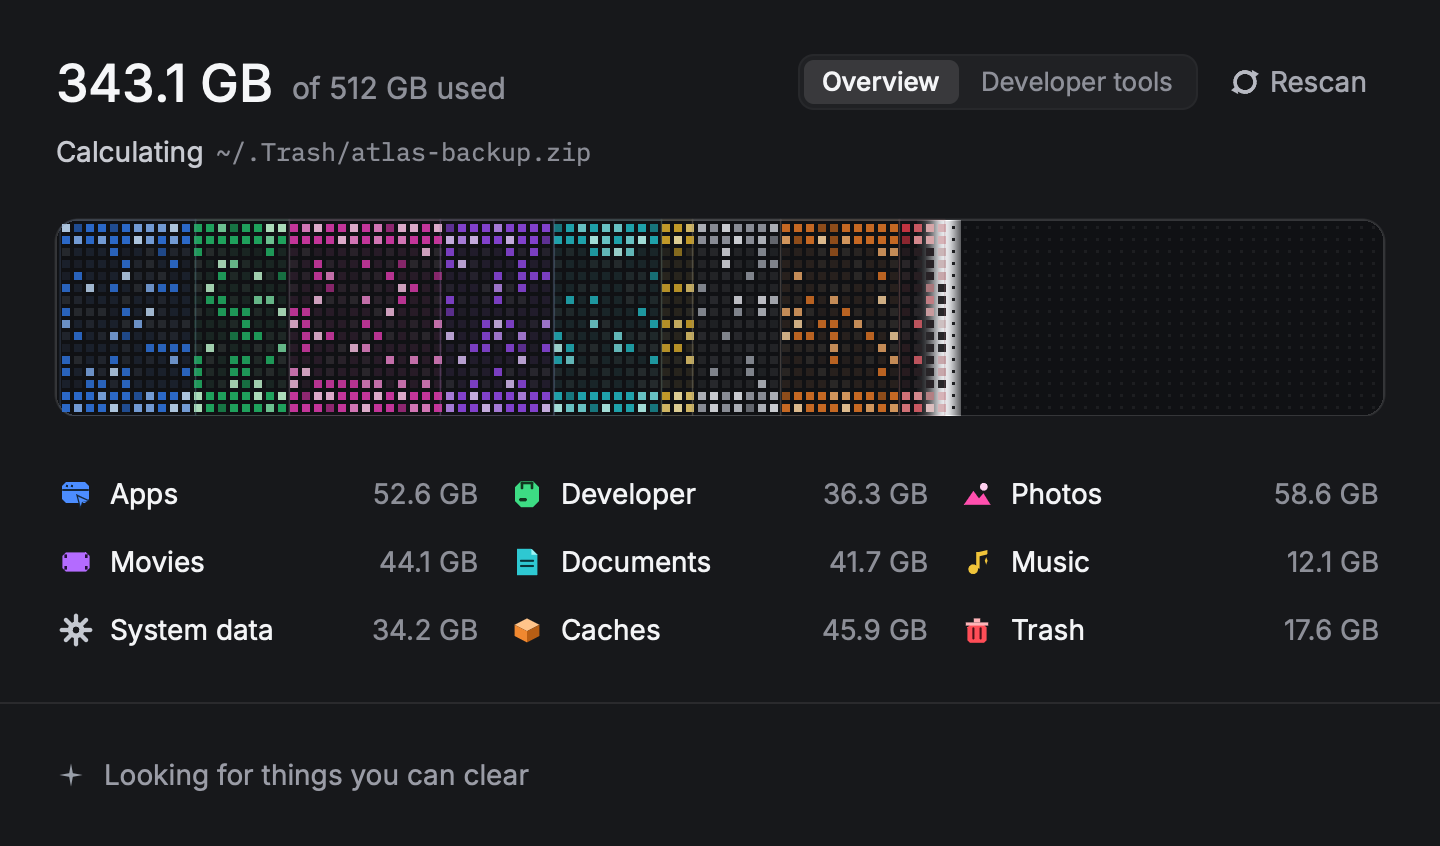 343.1 GB of 512 GB used
Overview Developer tools Rescan
Calculating ~/.Trash/atlas-backup.zip
Apps 52.6 GB Developer 36.3 GB Photos 58.6 GB
Movies 44.1 GB Documents 41.7 GB Music 12.1 GB
System data 34.2 GB Caches 45.9 GB Trash 17.6 GB
Looking for things you can clear